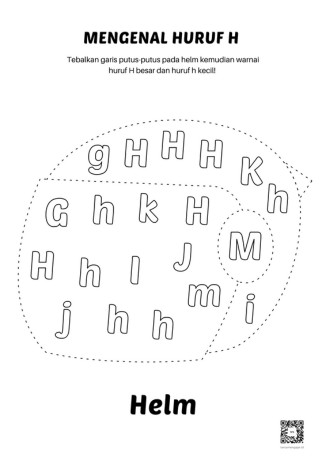 MENGENAL HURUF H
Tebalkan garis putus-putus pada helm kemudian warnai
huruf H besar dan huruf h kecil!
g H H H K
h
G h k H
M
H h l J
m
j h h i
Helm